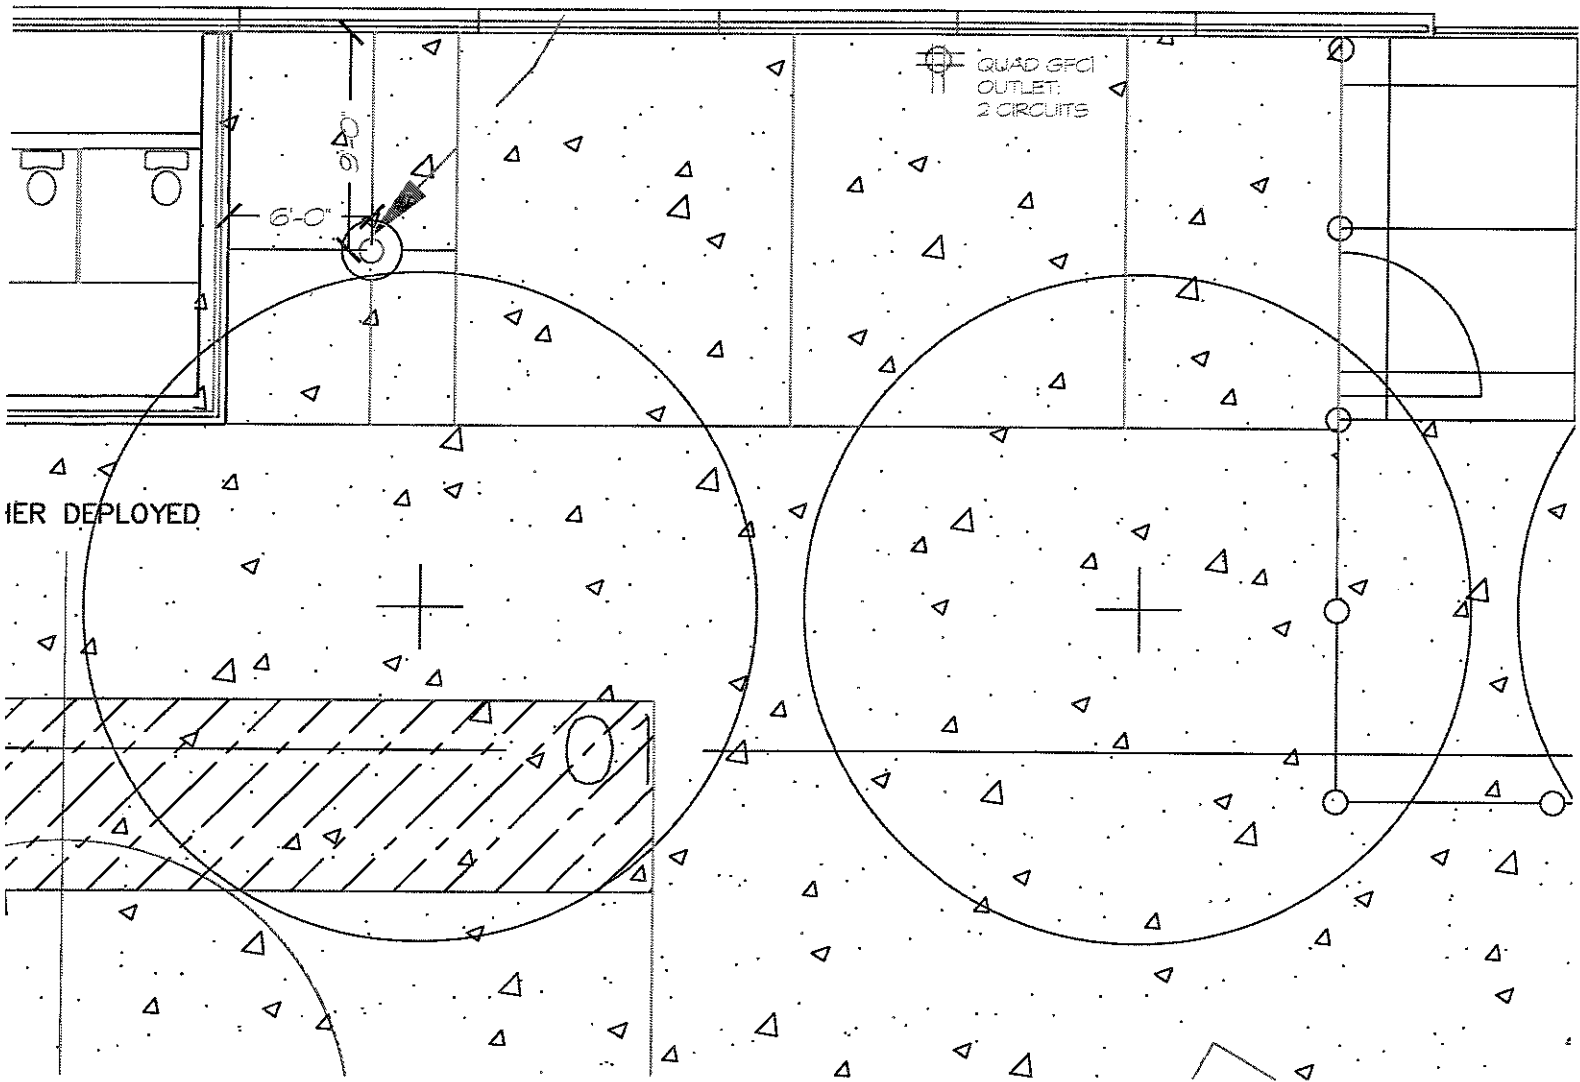 QUAD GFCI
OUTLET:
2 CIRCUITS
9'-0"
6'-0"
HER DEPLOYED